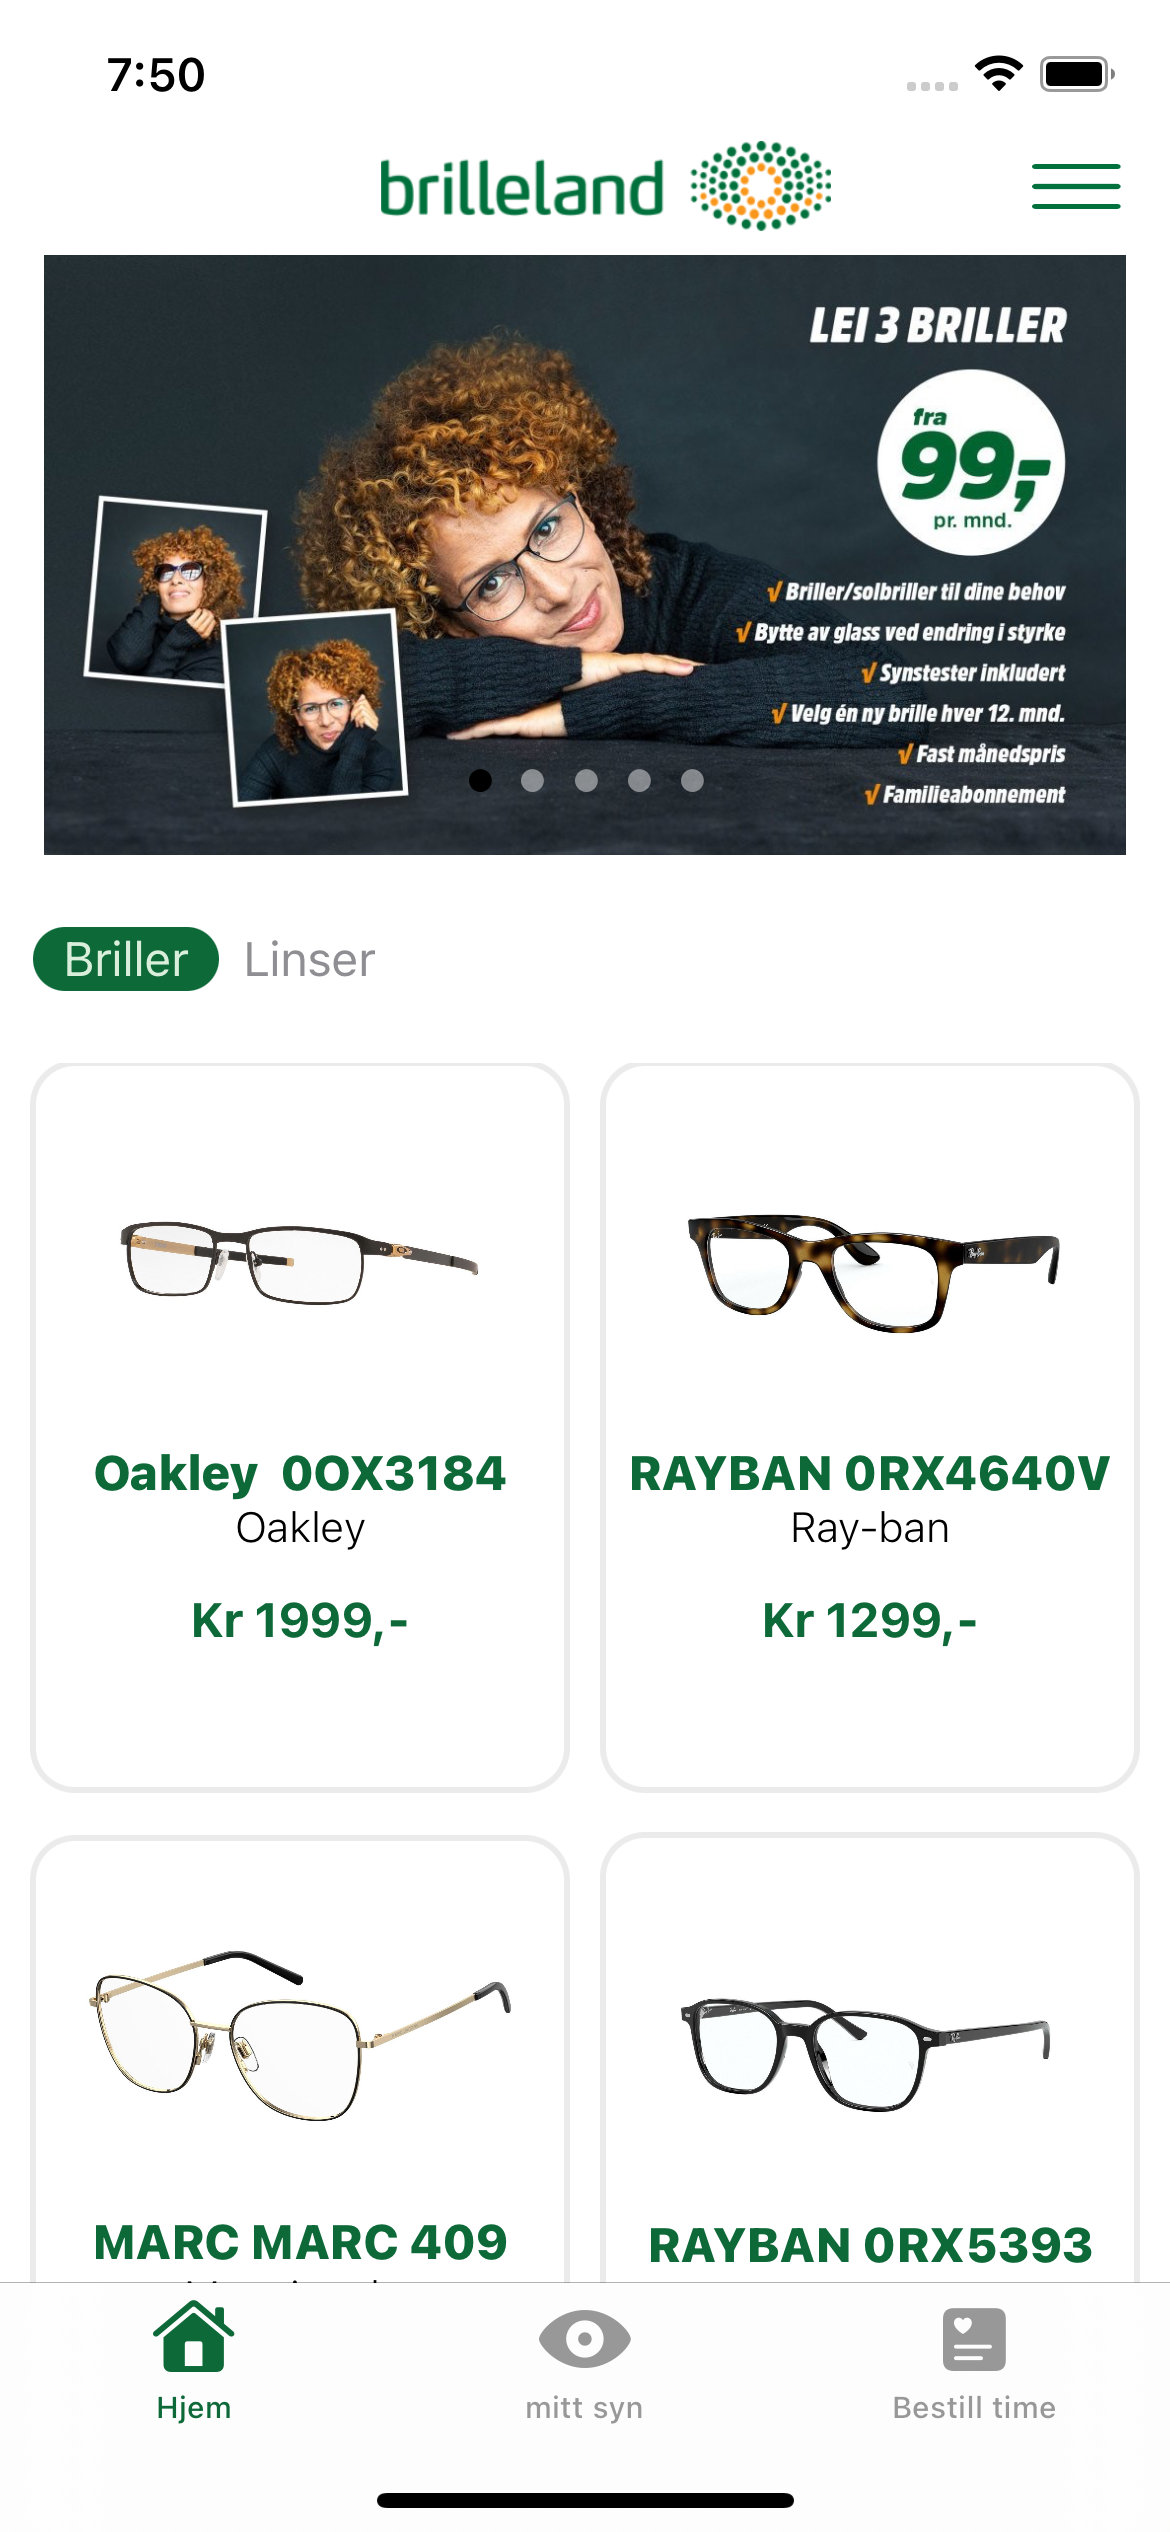 7:50
brilleland
LEI 3 BRILLER
fra
99,-
pr. mnd.
√ Briller/solbriller til dine behov
√ Bytte av glass ved endring i styrke
√ Synstester inkludert
√ Velg én ny brille hver 12. mnd.
√ Fast månedspris
√ Familieabonnement
Briller Linser
Oakley  0OX3184
Oakley
Kr 1999,-
RAYBAN 0RX4640V
Ray-ban
Kr 1299,-
MARC MARC 409
RAYBAN 0RX5393
Hjem
mitt syn
Bestill time